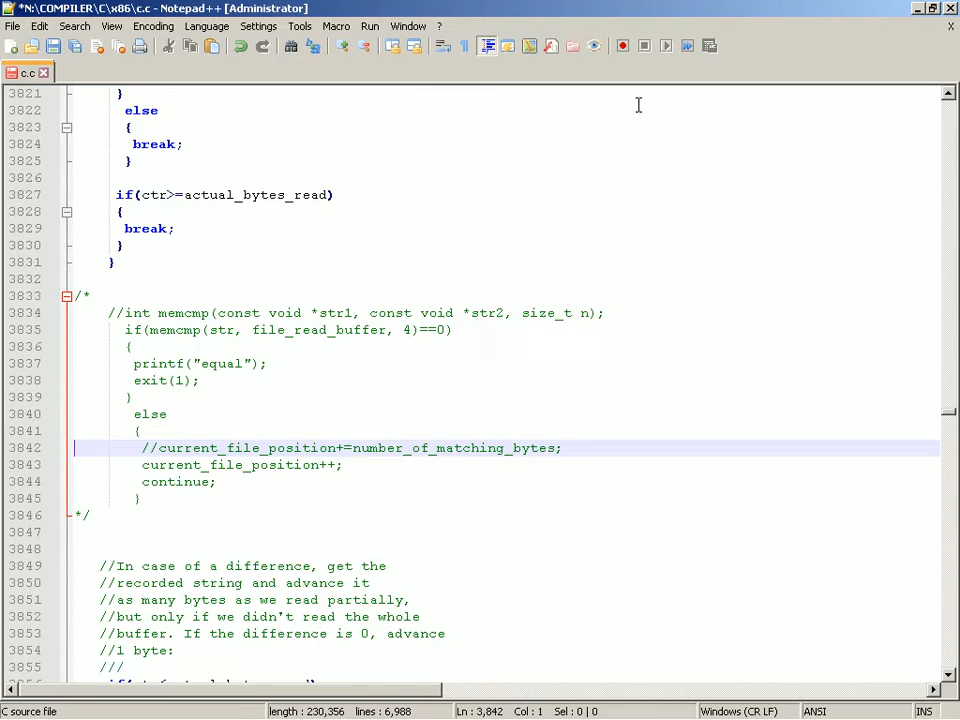 *N:\COMPILER\C\x86\c.c - Notepad++ [Administrator]
File Edit Search View Encoding Language Settings Tools Macro Run Window ? X
c.c
3821 }
3822 else
3823 {
3824 break;
3825 }
3826
3827 if(ctr>=actual_bytes_read)
3828 {
3829 break;
3830 }
3831 }
3832
3833 /*
3834 //int memcmp(const void *str1, const void *str2, size_t n);
3835 if(memcmp(str, file_read_buffer, 4)==0)
3836 {
3837 printf("equal");
3838 exit(1);
3839 }
3840 else
3841 {
3842 //current_file_position+=number_of_matching_bytes;
3843 current_file_position++;
3844 continue;
3845 }
3846 */
3847
3848
3849 //In case of a difference, get the
3850 //recorded string and advance it
3851 //as many bytes as we read partially,
3852 //but only if we didn't read the whole
3853 //buffer. If the difference is 0, advance
3854 //1 byte:
3855 ///
C source file length : 230,356 lines : 6,988 Ln : 3,842 Col : 1 Sel : 0 | 0 Windows (CR LF) ANSI INS